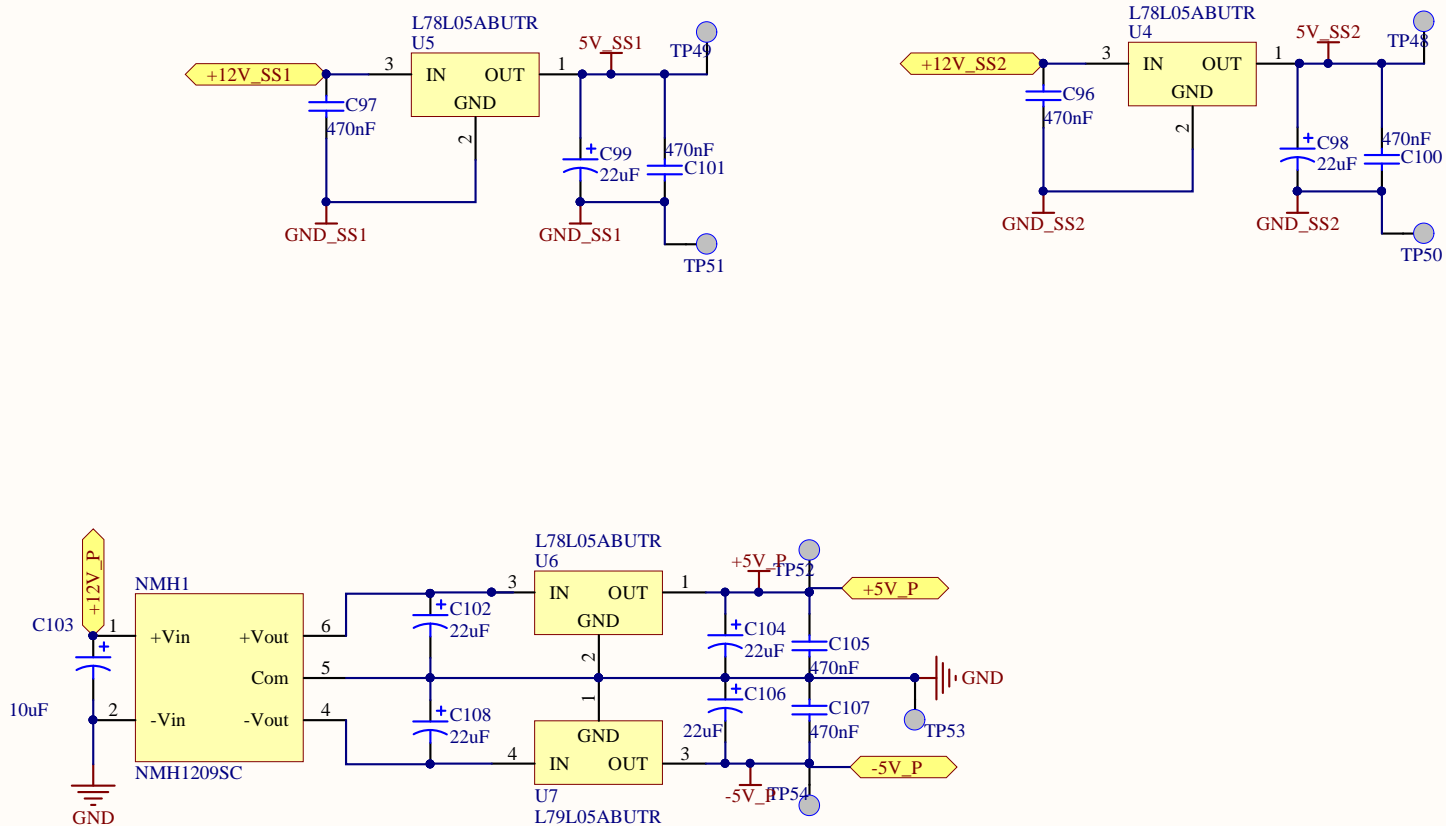 L78L05ABUTR
U5
+12V_SS1
3
IN
OUT
GND
1
2
5V_SS1
TP49
C97
470nF
+
C99
22uF
470nF
C101
GND_SS1
GND_SS1
TP51
L78L05ABUTR
U4
+12V_SS2
3
IN
OUT
GND
1
2
5V_SS2
TP48
C96
470nF
+
C98
22uF
470nF
C100
GND_SS2
GND_SS2
TP50
+12V_P
C103
+
10uF
GND
NMH1
1
+Vin
+Vout
6
Com
5
2
-Vin
-Vout
4
NMH1209SC
+
C102
22uF
+
C108
22uF
L78L05ABUTR
U6
3
IN
OUT
1
GND
2
1
GND
4
IN
OUT
3
U7
L79L05ABUTR
+5V_P
TP52
+5V_P
+
C104
22uF
C105
470nF
+
C106
22uF
C107
470nF
GND
TP53
-5V_P
TP54
-5V_P